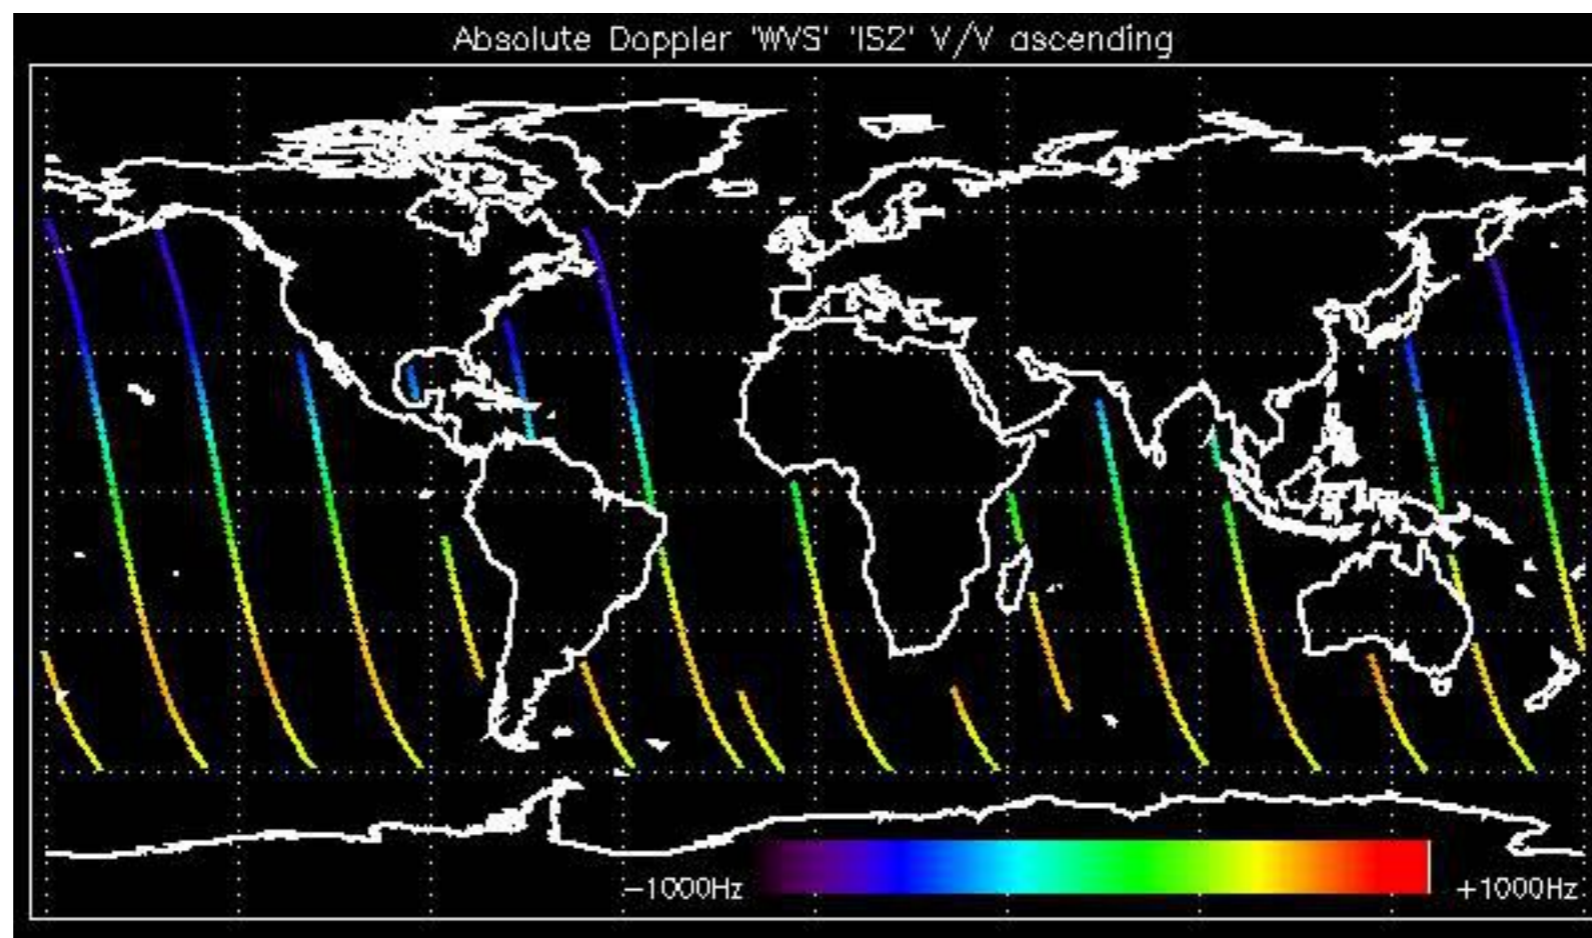 Absolute Doppler 'WVS' 'IS2' V/V ascending
−1000Hz
+1000Hz